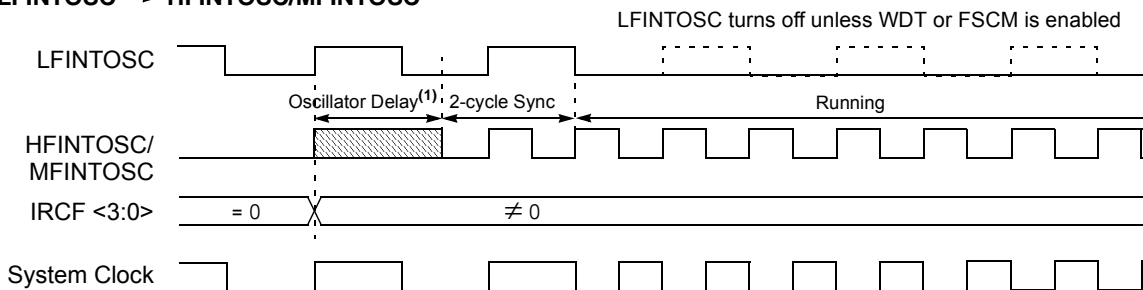 LFINTOSC turns off unless WDT or FSCM is enabled
LFINTOSC
Oscillator Delay(1) 2-cycle Sync Running
HFINTOSC/
MFINTOSC
IRCF <3:0> = 0 ≠ 0
System Clock